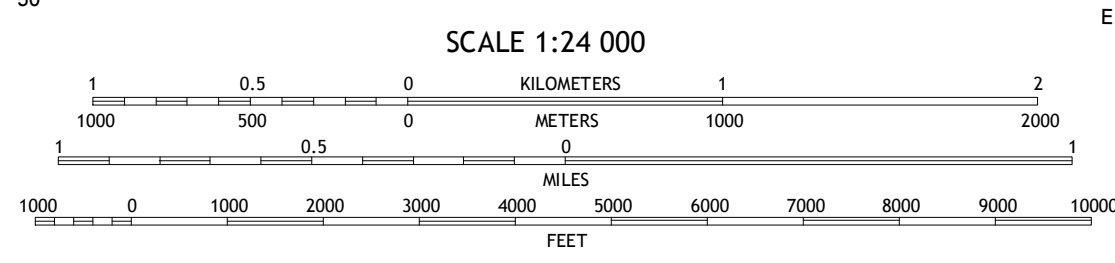 E
SCALE 1:24 000
1 0.5 0 KILOMETERS 1 2
1000 500 0 METERS 1000 2000
1 0.5 0 1
MILES
1000 0 1000 2000 3000 4000 5000 6000 7000 8000 9000 10000
FEET